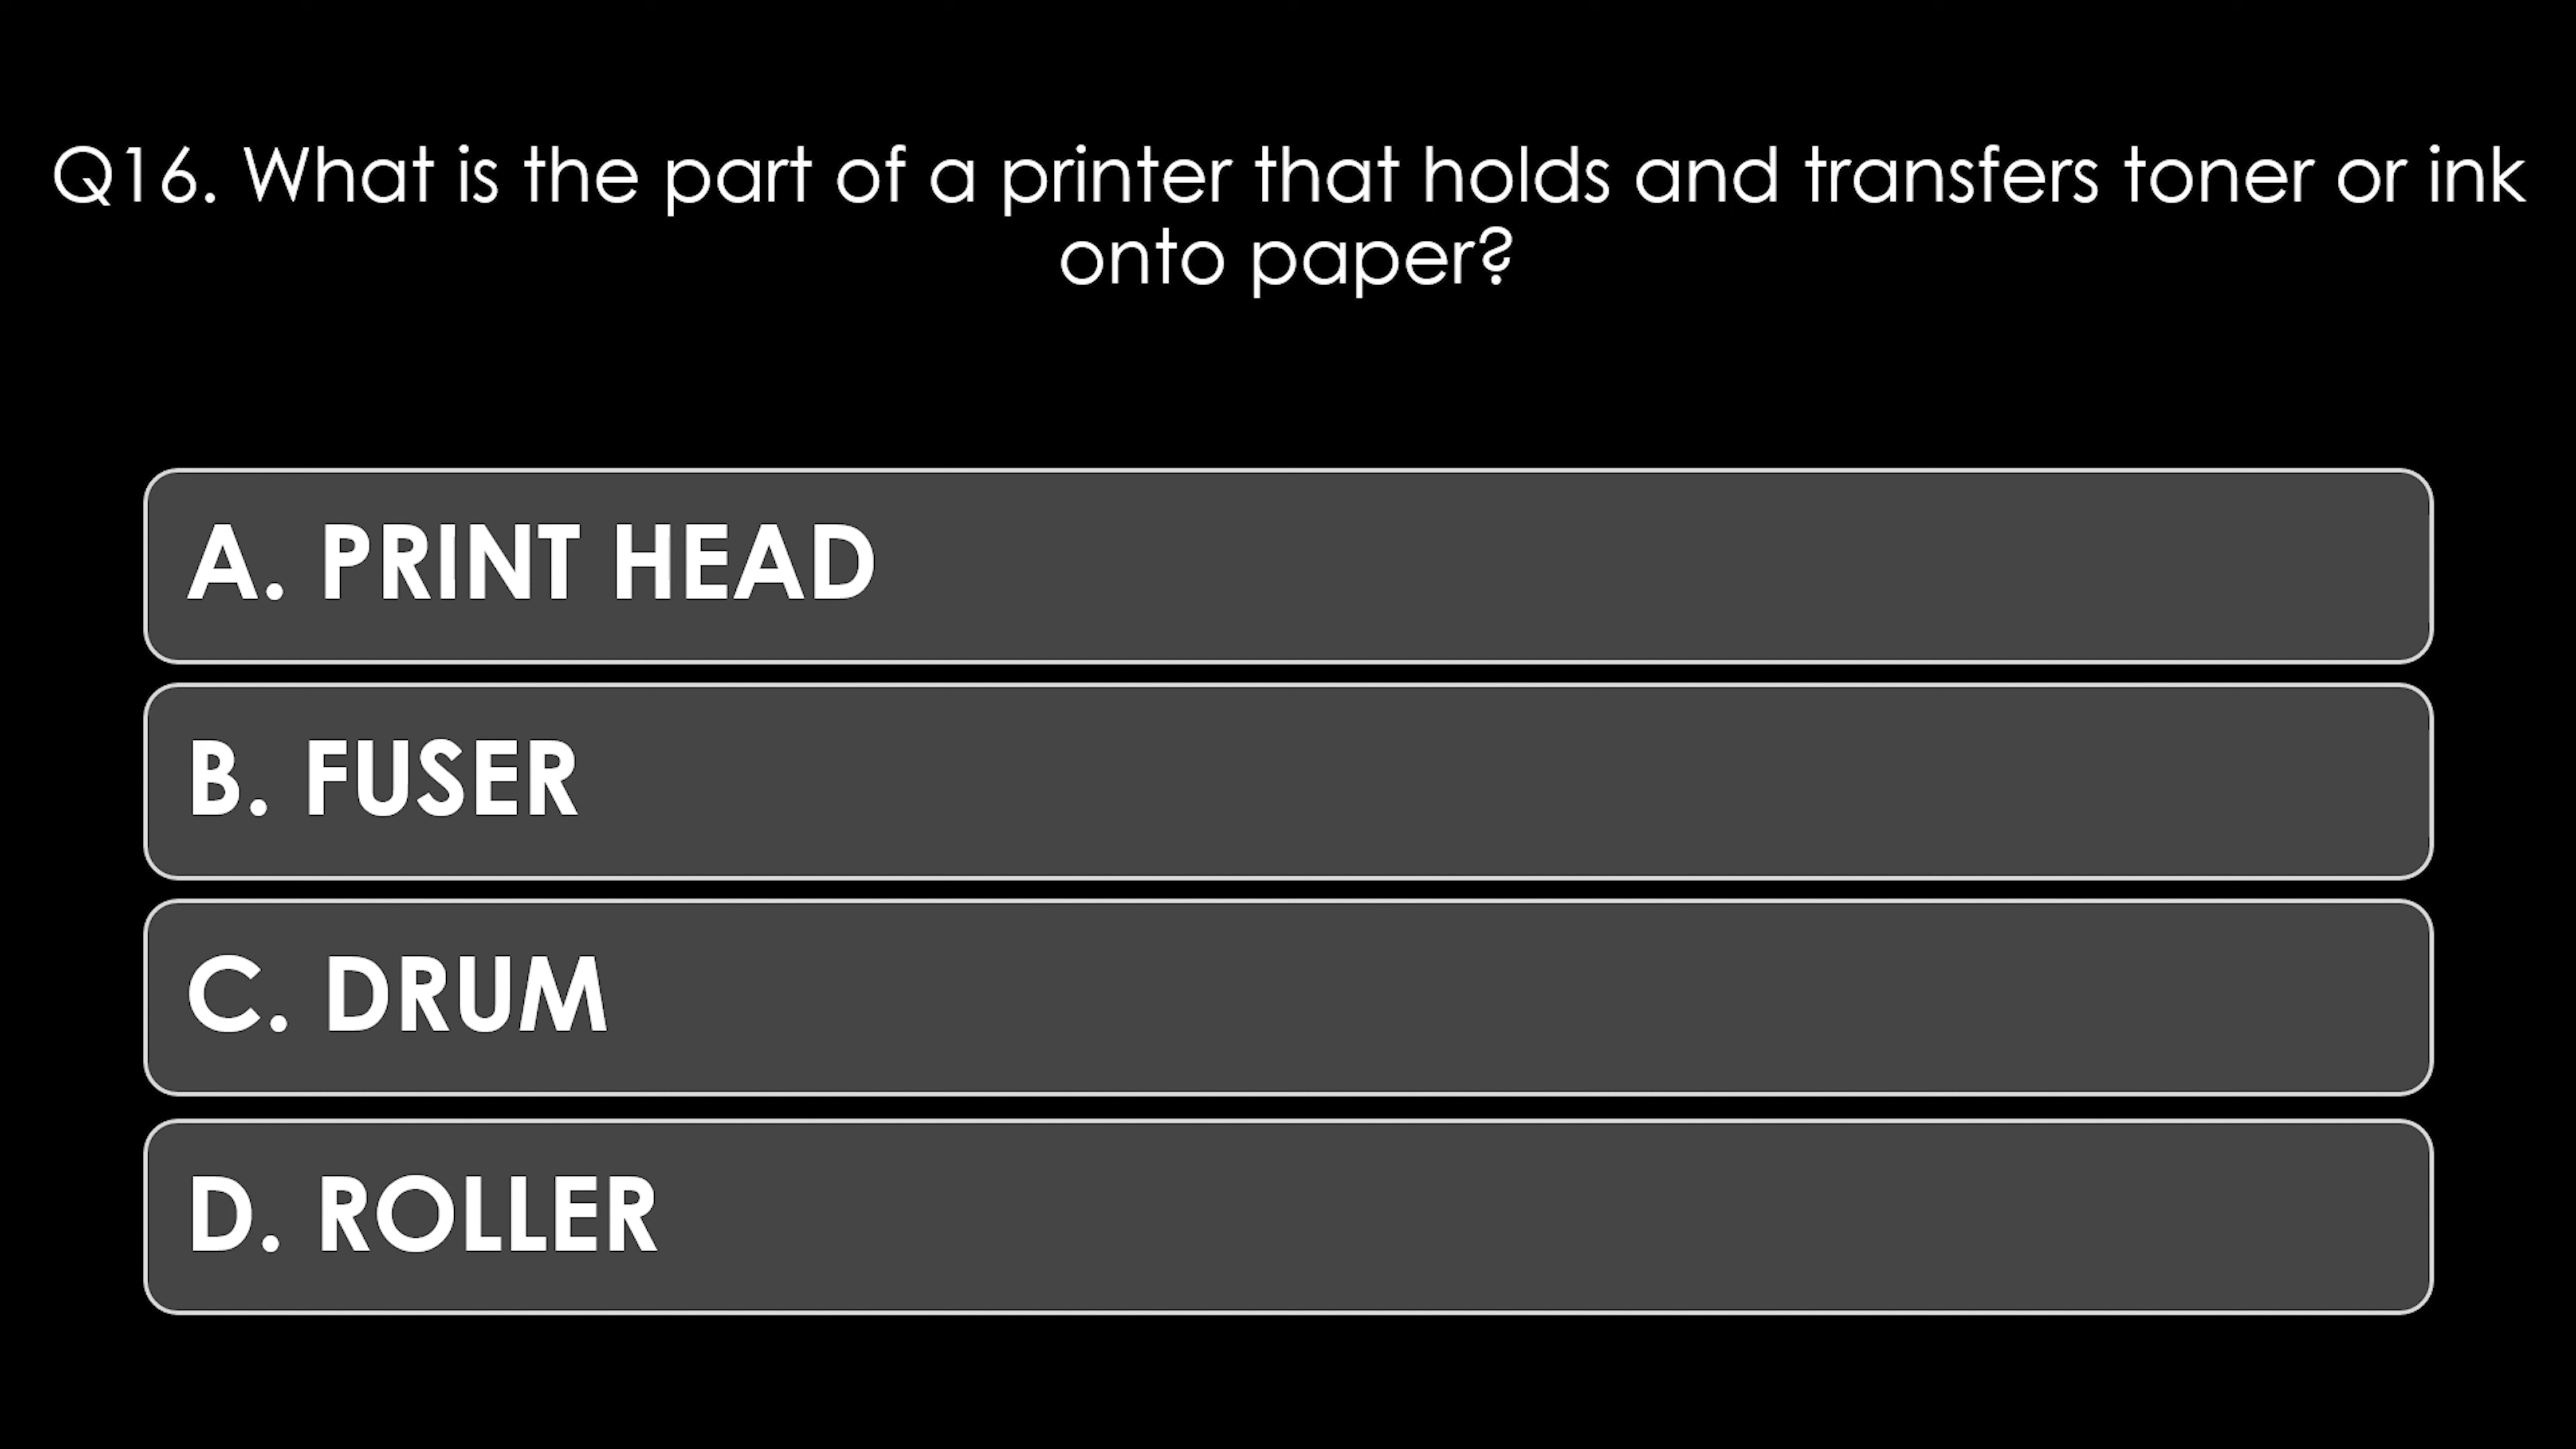 Q16. What is the part of a printer that holds and transfers toner or ink
onto paper?
A. PRINT HEAD
B. FUSER
C. DRUM
D. ROLLER